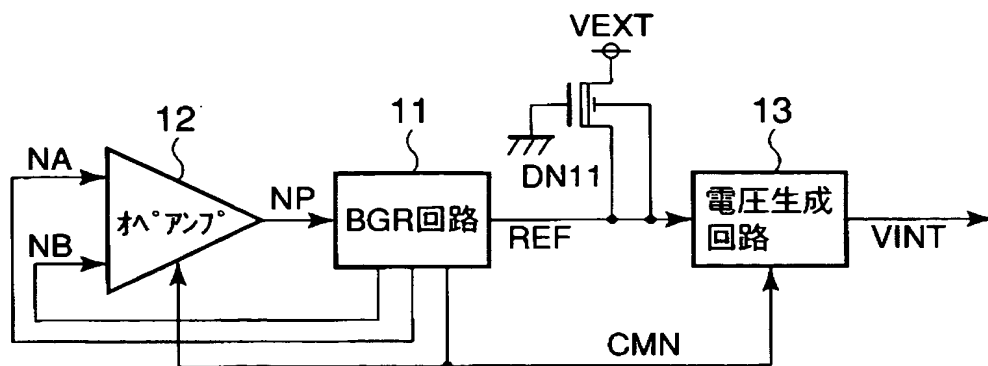 VEXT
12
11
13
NA
NP
DN11
オペアンプ
BGR回路
電圧生成
回路
NB
REF
VINT
CMN